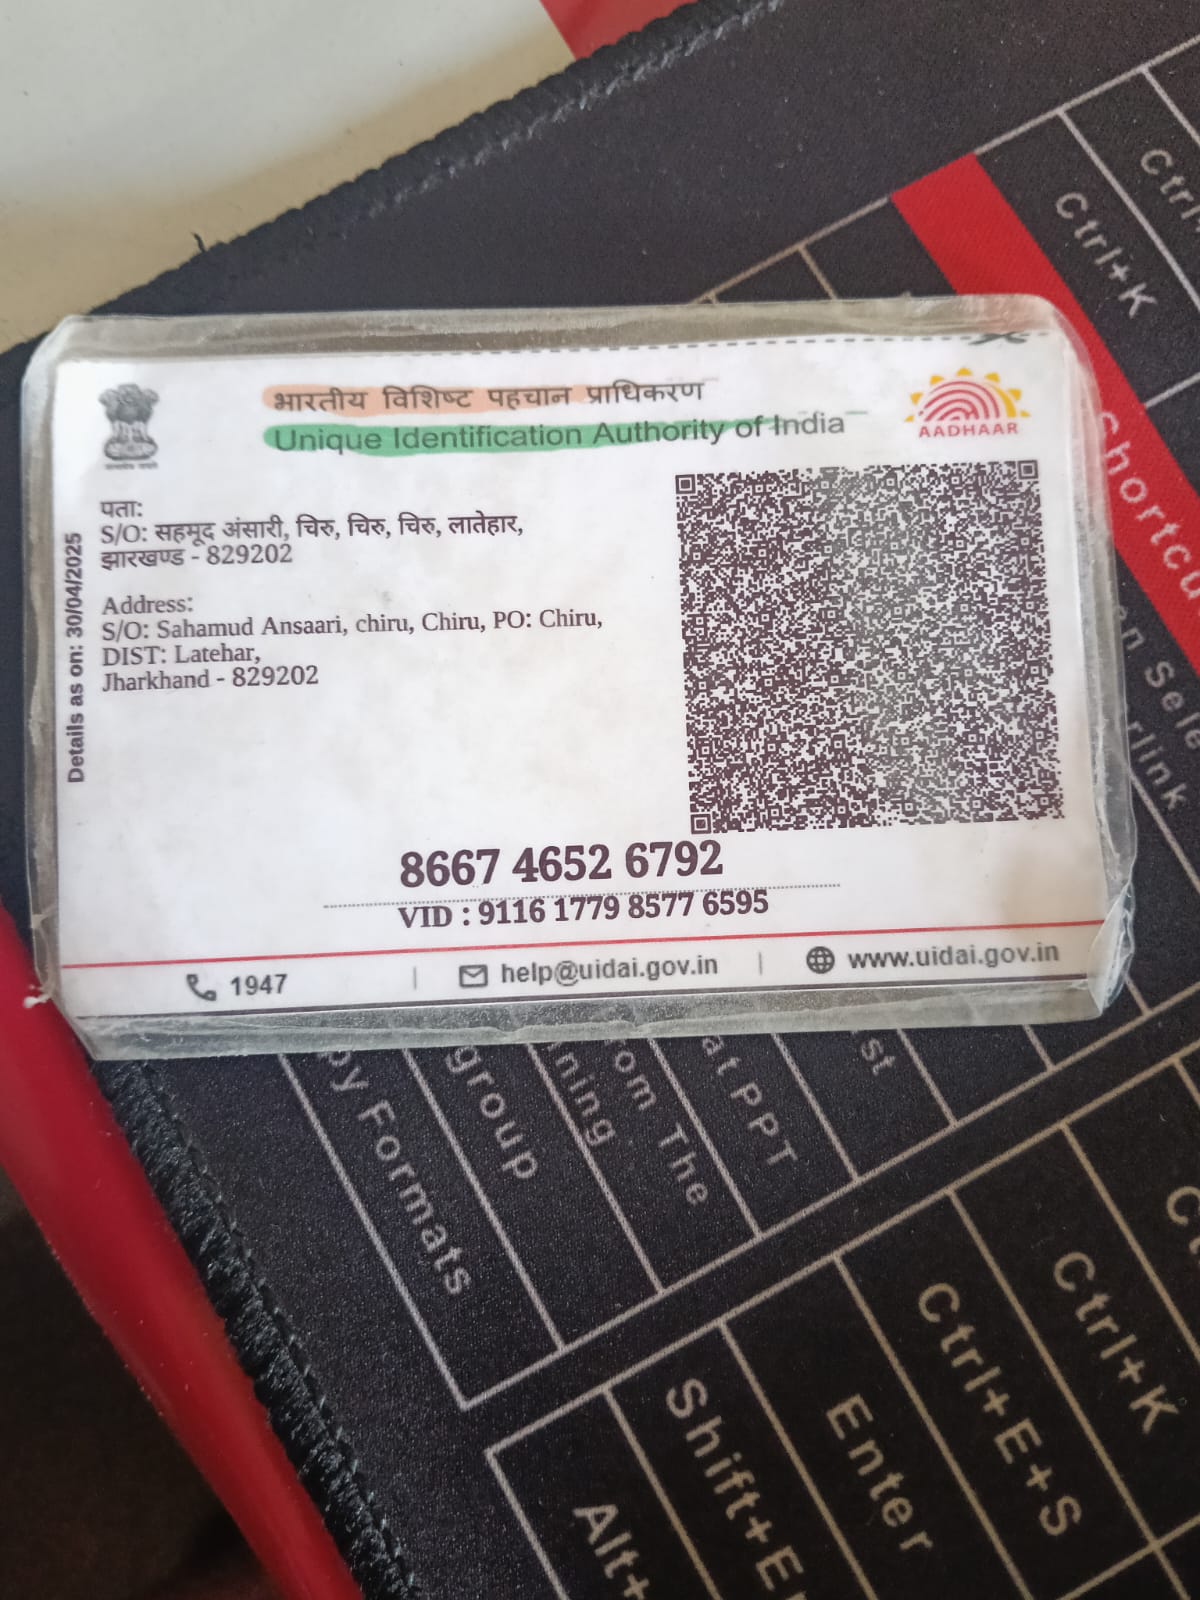 भारतीय विशिष्ट पहचान प्राधिकरण
Unique Identification Authority of India
AADHAAR
Details as on: 30/04/2025
पता:
S/O: सहमूद अंसारी, चिरु, चिरु, चिरु, लातेहार,
झारखण्ड - 829202
Address:
S/O: Sahamud Ansaari, chiru, Chiru, PO: Chiru,
DIST: Latehar,
Jharkhand - 829202
8667 4652 6792
VID : 9116 1779 8577 6595
1947 | help@uidai.gov.in | www.uidai.gov.in
Ctrl+K
Formats
group
The
PPT
Ctrl+K
Ctrl+E+S
Enter